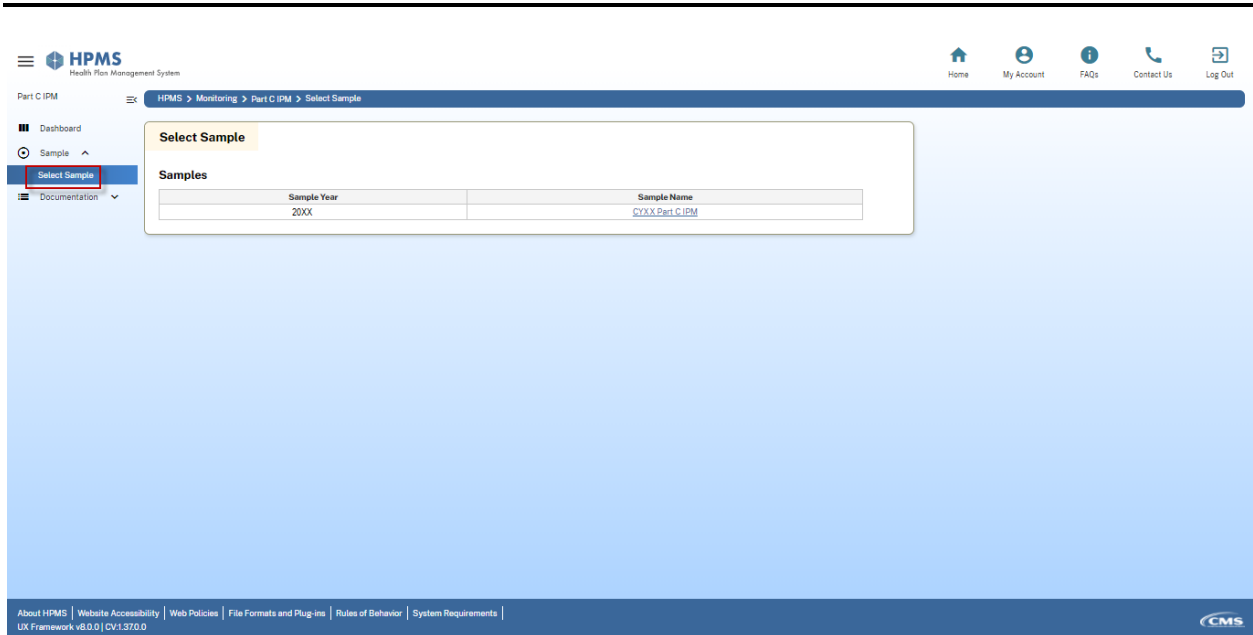 HPMS
Health Plan Management System
Home
My Account
FAQs
Contact Us
Log Out
Part C IPM
HPMS > Monitoring > Part C IPM > Select Sample
Dashboard
Sample
Select Sample
Documentation
Select Sample
Samples
Sample Year Sample Name
20XX CYXX Part C IPM
About HPMS | Website Accessibility | Web Policies | File Formats and Plug-ins | Rules of Behavior | System Requirements |
UX Framework v8.0.0 | CV:1.37.0.0
CMS